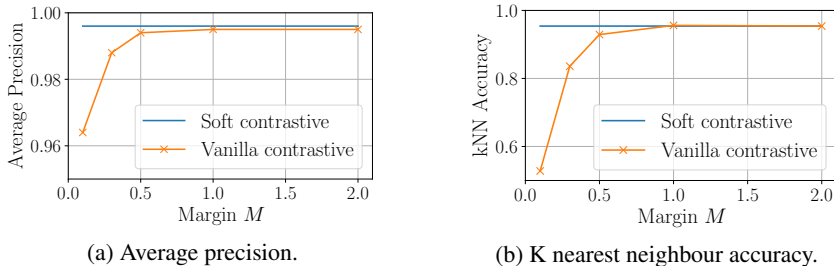 1.00
0.98
0.96
Average Precision
Soft contrastive
Vanilla contrastive
0.0 0.5 1.0 1.5 2.0
Margin M
(a) Average precision.
1.0
0.8
0.6
kNN Accuracy
Soft contrastive
Vanilla contrastive
0.0 0.5 1.0 1.5 2.0
Margin M
(b) K nearest neighbour accuracy.